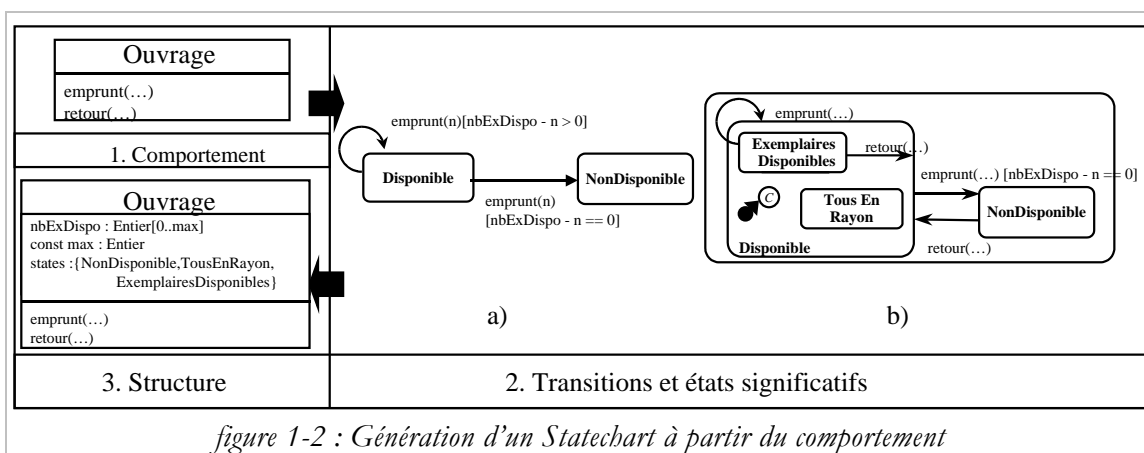 Ouvrage
emprunt(…)
retour(…)
1. Comportement
Ouvrage
nbExDispo : Entier[0..max]
const max : Entier
states :{NonDisponible,TousEnRayon,
ExemplairesDisponibles}
emprunt(…)
retour(…)
3. Structure
emprunt(n)[nbExDispo - n > 0]
Disponible
NonDisponible
emprunt(n)
[nbExDispo - n == 0]
a)
emprunt(…)
Exemplaires
Disponibles
retour(…)
emprunt(…) [nbExDispo - n == 0]
C
Tous En
Rayon
NonDisponible
Disponible
retour(…)
b)
2. Transitions et états significatifs
figure 1-2 : Génération d'un Statechart à partir du comportement